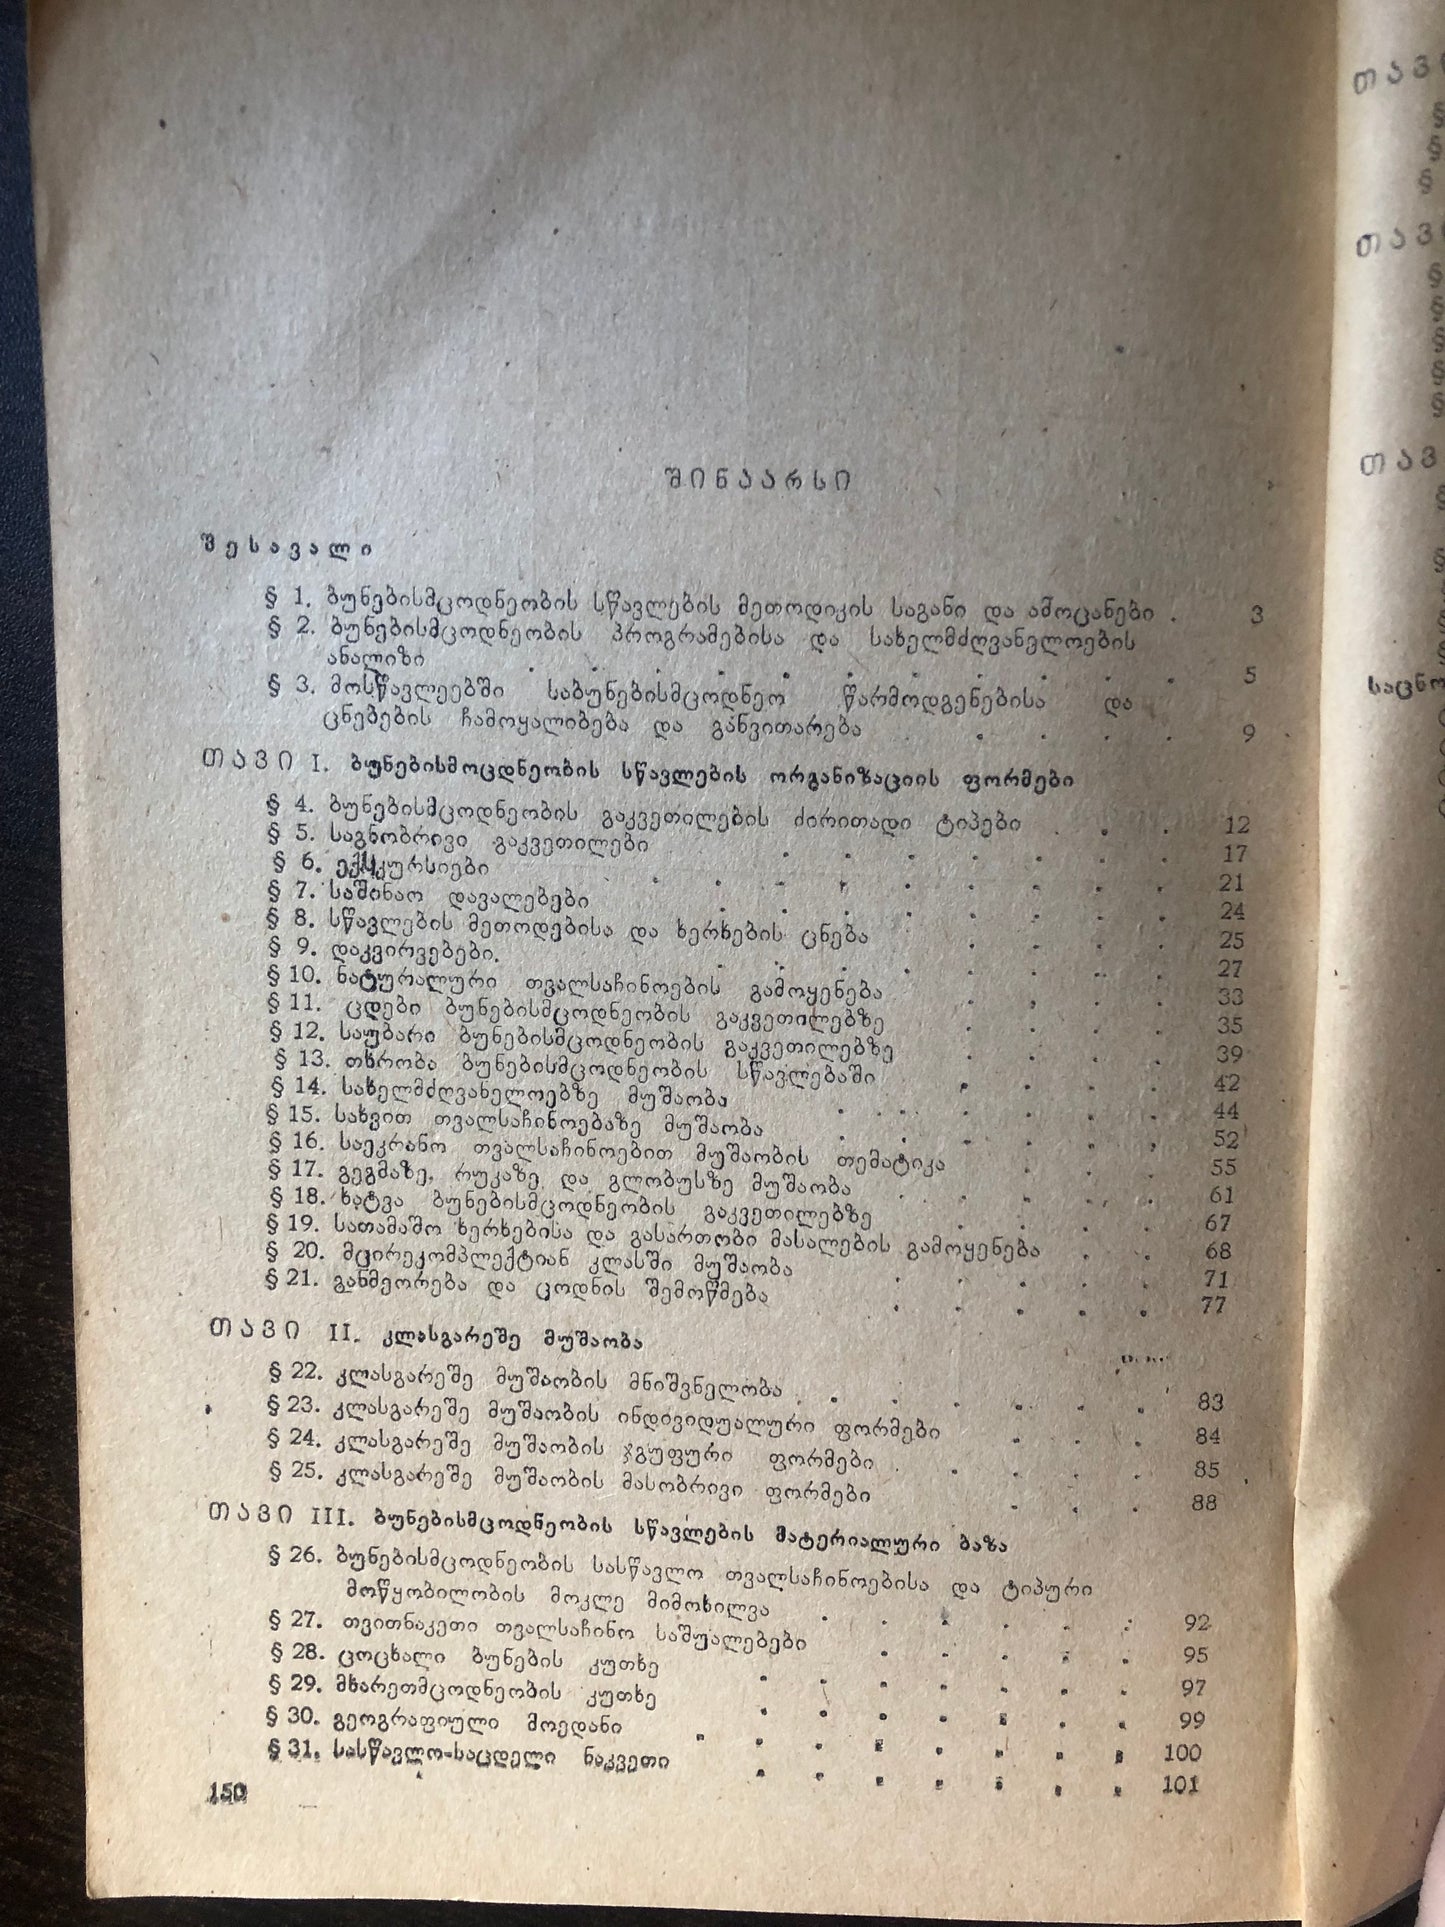 შინაარსი
შესავალი
§ 1. ბუნებისმცოდნეობის სწავლების მეთოდიკის საგანი და ამოცანები . 3
§ 2. ბუნებისმცოდნეობის პროგრამებისა და სახელმძღვანელოების
ანალიზი . . . . . . . . . . . 5
§ 3. მოსწავლეებში საბუნებისმცოდნეო წარმოდგენებისა და
ცნებების ჩამოყალიბება და განვითარება . . . . . 9
თავი I. ბუნებისმოცდნეობის სწავლების ორგანიზაციის ფორმები
§ 4. ბუნებისმცოდნეობის გაკვეთილების ძირითადი ტიპები . . . 12
§ 5. საგნობრივი გაკვეთილები . . . . . . . 17
§ 6. ექსკურსიები . . . . . . . . . 21
§ 7. საშინაო დავალებები . . . . . . . . 24
§ 8. სწავლების მეთოდებისა და ხერხების ცნება . . . . 25
§ 9. დაკვირვებები. . . . . . . . . 27
§ 10. ნატურალური თვალსაჩინოების გამოყენება . . . . 33
§ 11. ცდები ბუნებისმცოდნეობის გაკვეთილებზე . . . . 35
§ 12. საუბარი ბუნებისმცოდნეობის გაკვეთილებზე . . . . 39
§ 13. თხრობა ბუნებისმცოდნეობის სწავლებაში . . . . 42
§ 14. სახელმძღვანელოებზე მუშაობა . . . . . . 44
§ 15. სახვით თვალსაჩინოებაზე მუშაობა . . . . . . 52
§ 16. საეკრანო თვალსაჩინოებით მუშაობის თემატიკა . . . 55
§ 17. გეგმაზე, რუკაზე და გლობუსზე მუშაობა . . . . . 61
§ 18. ხატვა ბუნებისმცოდნეობის გაკვეთილებზე . . . . 67
§ 19. სათამაშო ხერხებისა და გასართობი მასალების გამოყენება . . 68
§ 20. მცირეკომპლექტიან კლასში მუშაობა . . . . . 71
§ 21. განმეორება და ცოდნის შემოწმება . . . . . 77
თავი II. კლასგარეშე მუშაობა
§ 22. კლასგარეშე მუშაობის მნიშვნელობა . . . . . . 83
§ 23. კლასგარეშე მუშაობის ინდივიდუალური ფორმები . . . 84
§ 24. კლასგარეშე მუშაობის ჯგუფური ფორმები . . . . . 85
§ 25. კლასგარეშე მუშაობის მასობრივი ფორმები . . . 88
თავი III. ბუნებისმცოდნეობის სწავლების მატერიალური ბაზა
§ 26. ბუნებისმცოდნეობის სასწავლო თვალსაჩინოებისა და ტიპური
მოწყობილობის მოკლე მიმოხილვა . . . . . . 92
§ 27. თვითნაკეთი თვალსაჩინო საშუალებები . . . . . 95
§ 28. ცოცხალი ბუნების კუთხე . . . . . . . 97
§ 29. მხარეთმცოდნეობის კუთხე . . . . . . . 99
§ 30. გეოგრაფიული მოედანი . . . . . . . . 100
§ 31. სასწავლო-საცდელი ნაკვეთი . . . . . . . 101
150